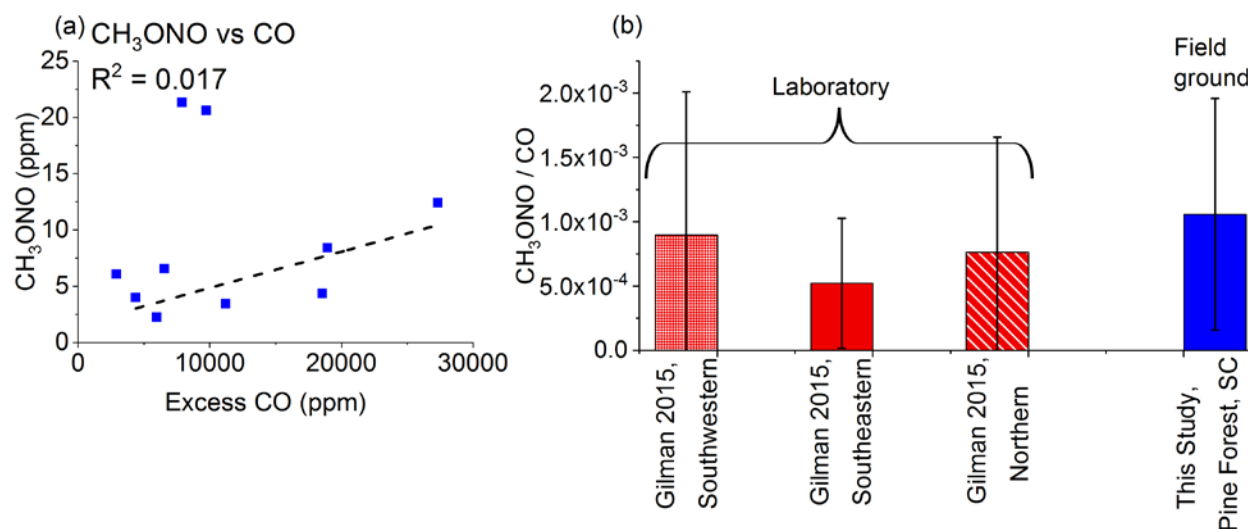 (a)
CH₃ONO vs CO
R² = 0.017
25
20
15
10
5
0
CH₃ONO (ppm)
0
10000
20000
30000
Excess CO (ppm)
(b)
Field
ground
Laboratory
2.0x10⁻³
1.5x10⁻³
1.0x10⁻³
5.0x10⁻⁴
0.0
CH₃ONO / CO
Gilman 2015,
Southwestern
Gilman 2015,
Southeastern
Gilman 2015,
Northern
This Study,
Pine Forest, SC